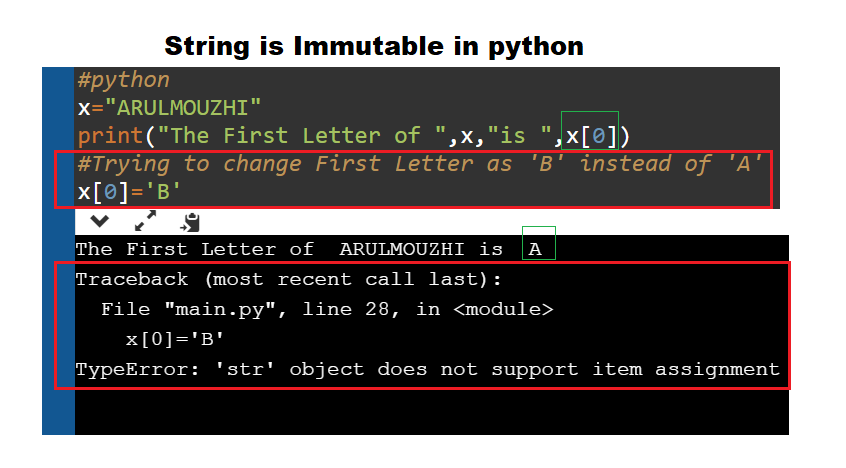 String is Immutable in python
#python
x="ARULMOUZHI"
print("The First Letter of ",x,"is ",x[0])
#Trying to change First Letter as 'B' instead of 'A'
x[0]='B'
The First Letter of  ARULMOUZHI is  A
Traceback (most recent call last):
  File "main.py", line 28, in <module>
    x[0]='B'
TypeError: 'str' object does not support item assignment